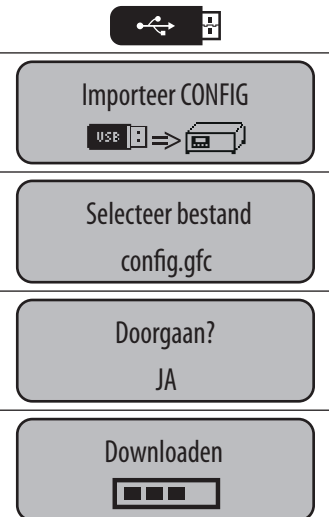 Importeer CONFIG
USB
Selecteer bestand
config.gfc
Doorgaan?
JA
Downloaden